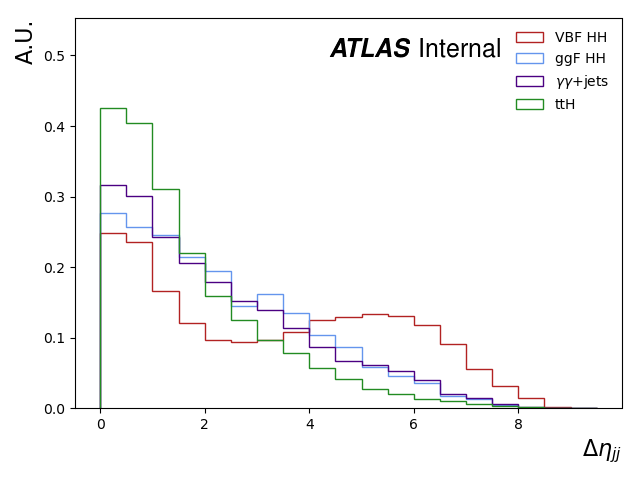 A.U.
ATLAS Internal
VBF HH
ggF HH
γγ+jets
ttH
0.5
0.4
0.3
0.2
0.1
0.0
0 2 4 6 8
Δη_jj